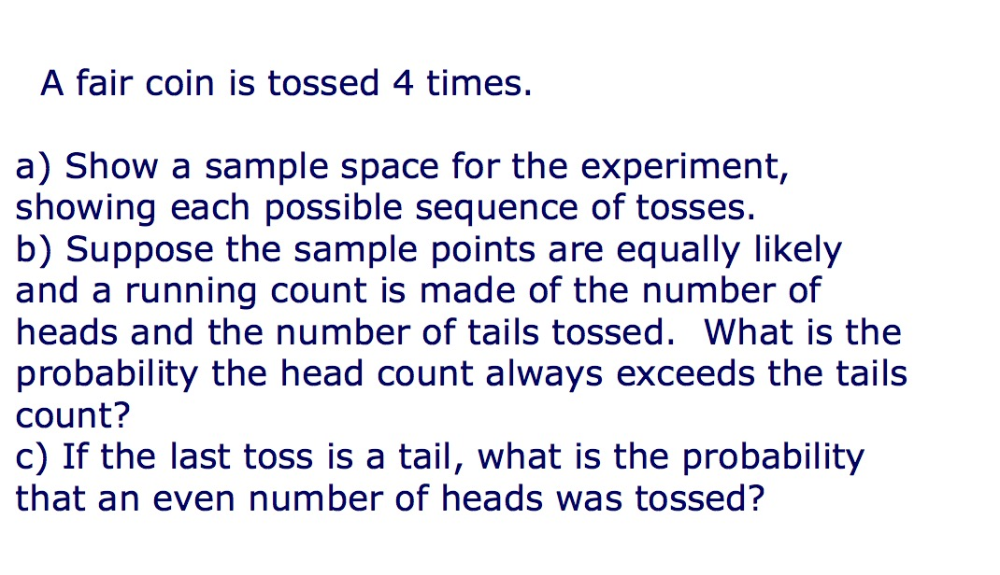 A fair coin is tossed 4 times.
a) Show a sample space for the experiment,
showing each possible sequence of tosses.
b) Suppose the sample points are equally likely
and a running count is made of the number of
heads and the number of tails tossed.  What is the
probability the head count always exceeds the tails
count?
c) If the last toss is a tail, what is the probability
that an even number of heads was tossed?